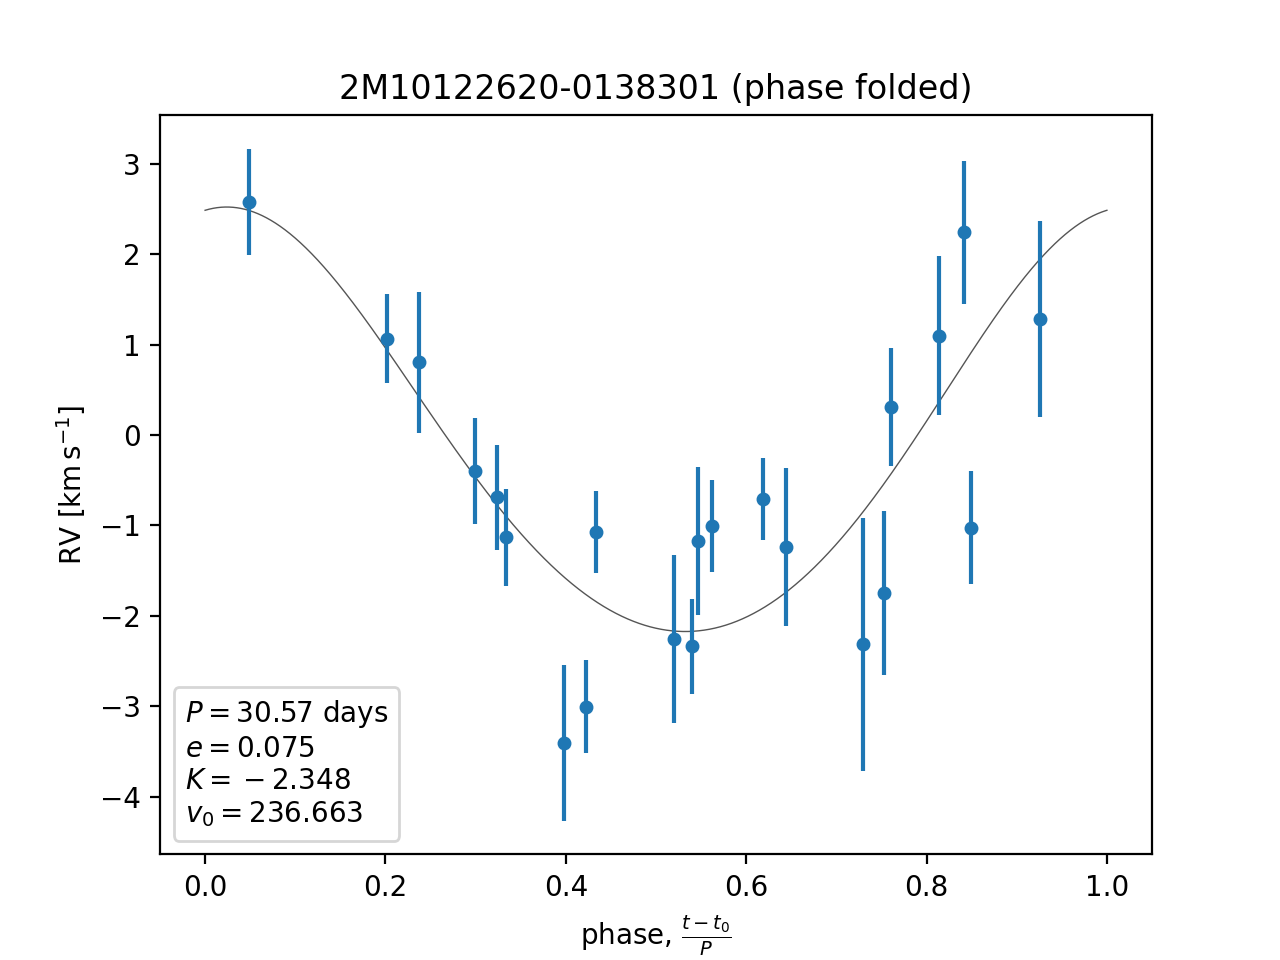 2M10122620-0138301 (phase folded)
RV [km s⁻¹]
3
2
1
0
−1
−2
−3
−4
P = 30.57 days
e = 0.075
K = −2.348
v₀ = 236.663
0.0 0.2 0.4 0.6 0.8 1.0
phase, (t − t₀)/P